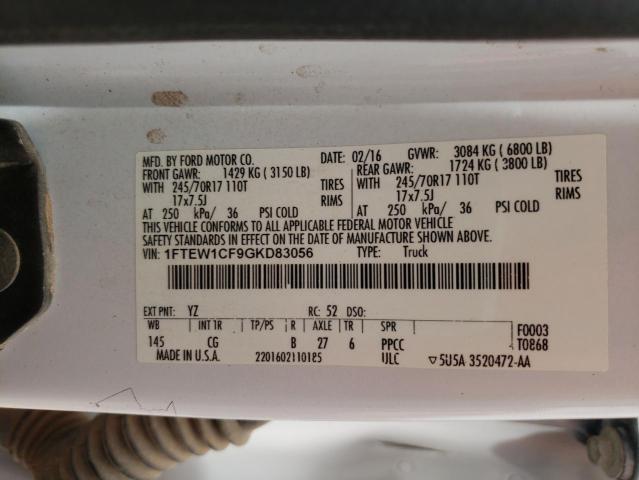 MFD. BY FORD MOTOR CO. DATE: 02/16 GVWR: 3084 KG ( 6800 LB)
FRONT GAWR: 1429 KG ( 3150 LB) REAR GAWR: 1724 KG ( 3800 LB)
WITH 245/70R17 110T TIRES WITH 245/70R17 110T TIRES
17x7.5J RIMS 17x7.5J RIMS
AT 250 kPa/ 36 PSI COLD AT 250 kPa/ 36 PSI COLD
THIS VEHICLE CONFORMS TO ALL APPLICABLE FEDERAL MOTOR VEHICLE
SAFETY STANDARDS IN EFFECT ON THE DATE OF MANUFACTURE SHOWN ABOVE.
VIN: 1FTEW1CF9GKD83056 TYPE: Truck
EXT PNT: YZ RC: 52 DSO:
WB INT TR TP/PS R AXLE TR SPR F0003
145 CG B 27 6 PPCC T0868
MADE IN U.S.A. 2201602110185 ULC ▽5U5A 3520472-AA